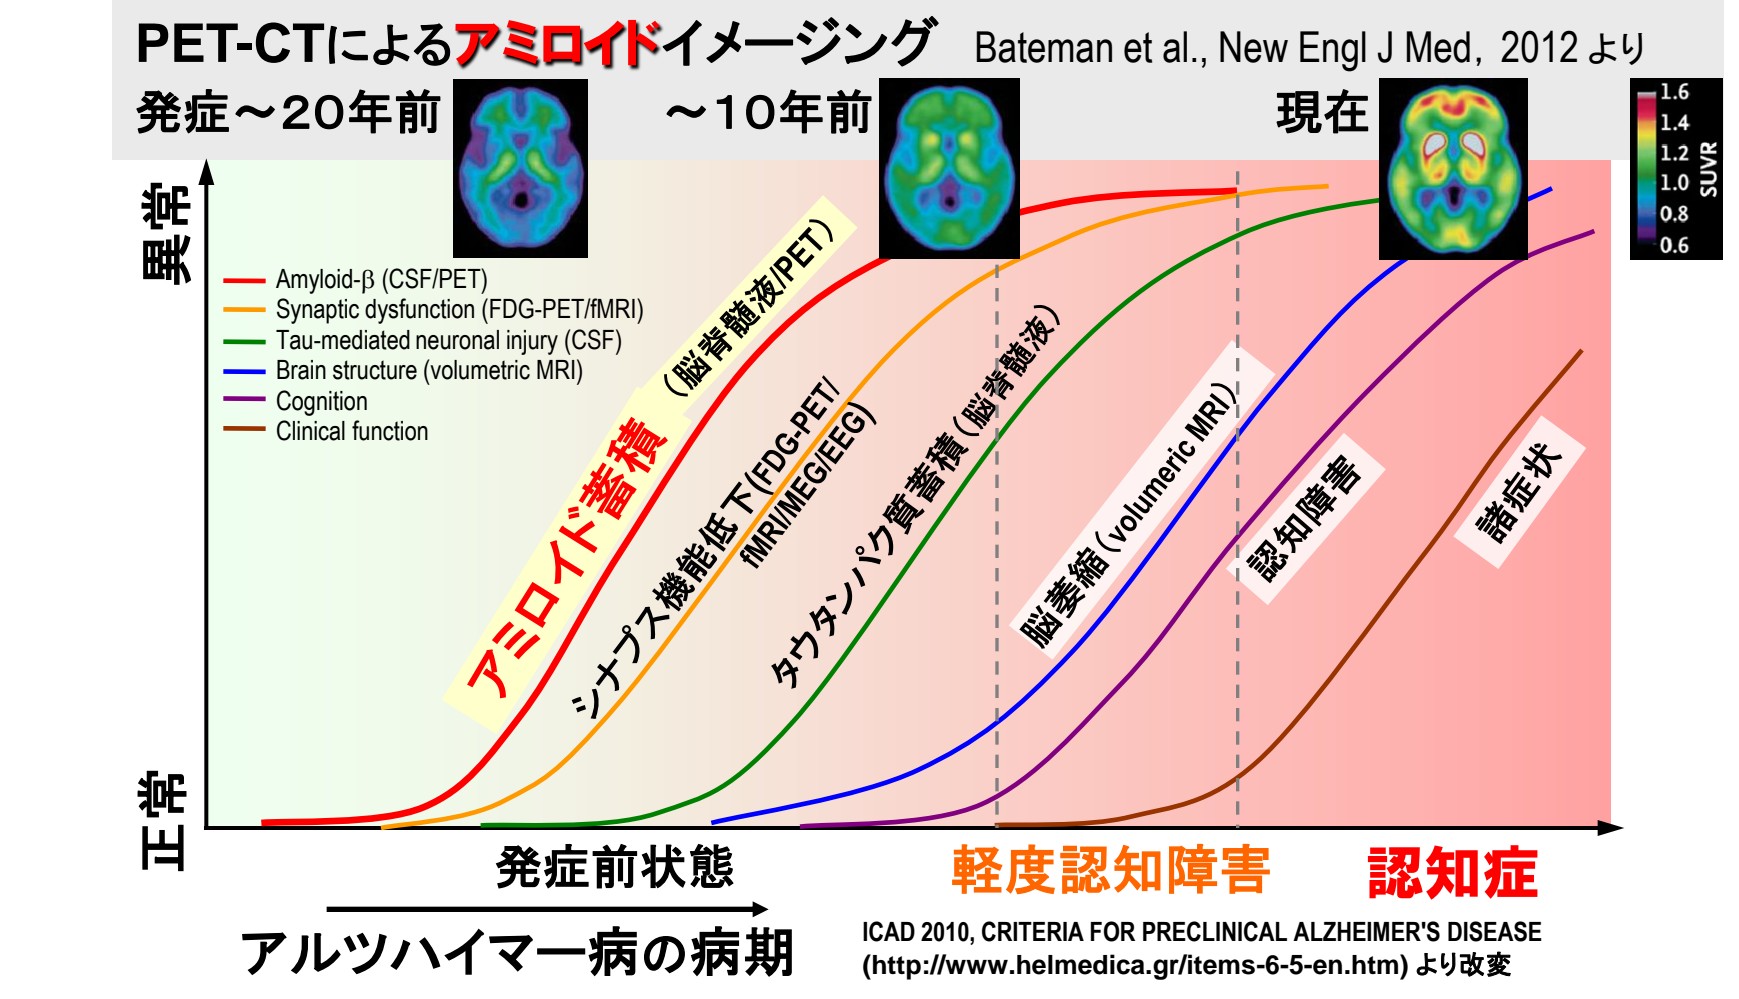 PET-CTによるアミロイドイメージング Bateman et al., New Engl J Med, 2012 より
発症～20年前 ～10年前 現在
1.6
1.4
1.2
1.0
0.8
0.6
SUVR
異常
正常
Amyloid-β (CSF/PET)
Synaptic dysfunction (FDG-PET/fMRI)
Tau-mediated neuronal injury (CSF)
Brain structure (volumetric MRI)
Cognition
Clinical function
アミロイド蓄積（脳脊髄液/PET）
シナプス機能低下(FDG-PET/
fMRI/MEG/EEG)
タウタンパク質蓄積（脳脊髄液）
脳萎縮（volumeric MRI）
認知障害
諸症状
発症前状態 軽度認知障害 認知症
アルツハイマー病の病期
ICAD 2010, CRITERIA FOR PRECLINICAL ALZHEIMER'S DISEASE
(http://www.helmedica.gr/items-6-5-en.htm) より改変